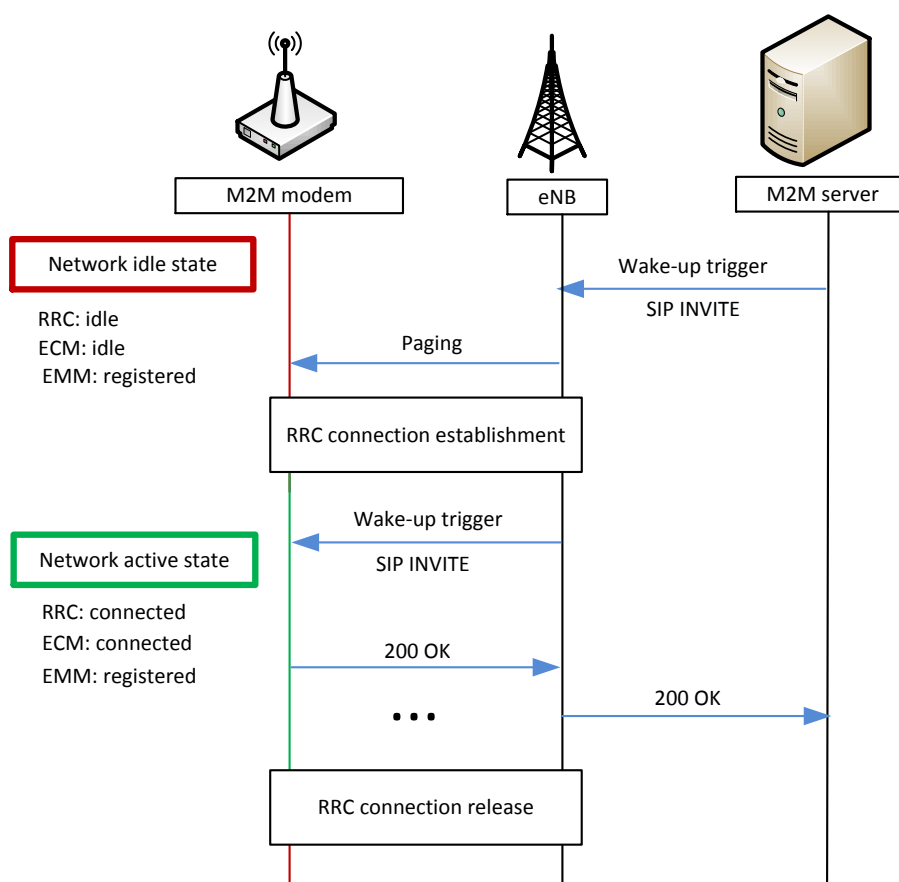 M2M modem
eNB
M2M server
Network idle state
Wake-up trigger
SIP INVITE
RRC: idle
ECM: idle
EMM: registered
Paging
RRC connection establishment
Wake-up trigger
SIP INVITE
Network active state
RRC: connected
ECM: connected
EMM: registered
200 OK
200 OK
...
RRC connection release